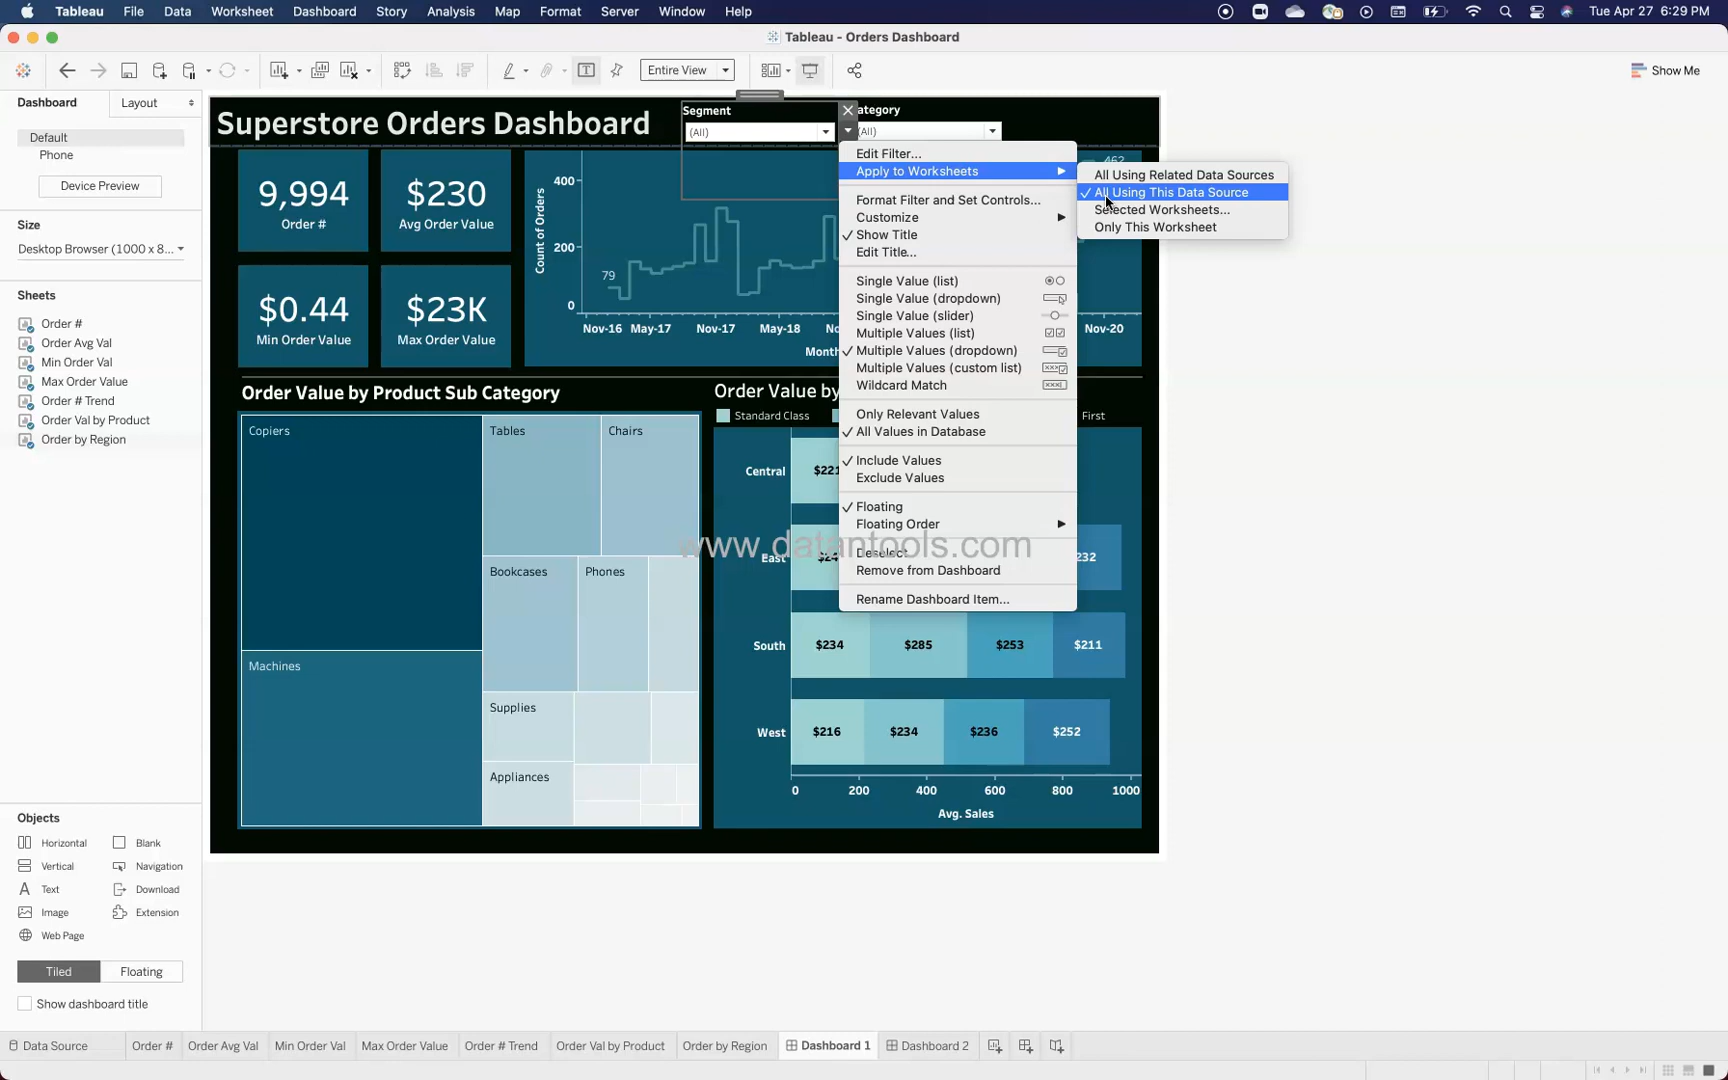 Tableau File Data Worksheet Dashboard Story Analysis Map Format Server Window Help Tue Apr 27 6:29 PM
Tableau - Orders Dashboard
Entire View
Show Me
Dashboard Layout
Default
Phone
Device Preview
Size
Desktop Browser (1000 x 8...
Sheets
Order #
Order Avg Val
Min Order Val
Max Order Value
Order # Trend
Order Val by Product
Order by Region
Objects
Horizontal Blank
Vertical Navigation
Text Download
Image Extension
Web Page
Tiled Floating
Show dashboard title
Superstore Orders Dashboard
Segment
(All)
ategory
(All)
9,994
Order #
$230
Avg Order Value
$0.44
Min Order Value
$23K
Max Order Value
Count of Orders
400
200
0
79
462
Nov-16 May-17 Nov-17 May-18 No Nov-20
Month
Edit Filter...
Apply to Worksheets
Format Filter and Set Controls...
Customize
Show Title
Edit Title...
Single Value (list)
Single Value (dropdown)
Single Value (slider)
Multiple Values (list)
Multiple Values (dropdown)
Multiple Values (custom list)
Wildcard Match
Only Relevant Values
All Values in Database
Include Values
Exclude Values
Floating
Floating Order
Deselect
Remove from Dashboard
Rename Dashboard Item...
All Using Related Data Sources
All Using This Data Source
Selected Worksheets...
Only This Worksheet
Order Value by Product Sub Category
Copiers
Tables
Chairs
Bookcases
Phones
Machines
Supplies
Appliances
Order Value by
Standard Class First
Central $221
East $24 232
South $234 $285 $253 $211
West $216 $234 $236 $252
0 200 400 600 800 1000
Avg. Sales
www.datantools.com
Data Source Order # Order Avg Val Min Order Val Max Order Value Order # Trend Order Val by Product Order by Region Dashboard 1 Dashboard 2